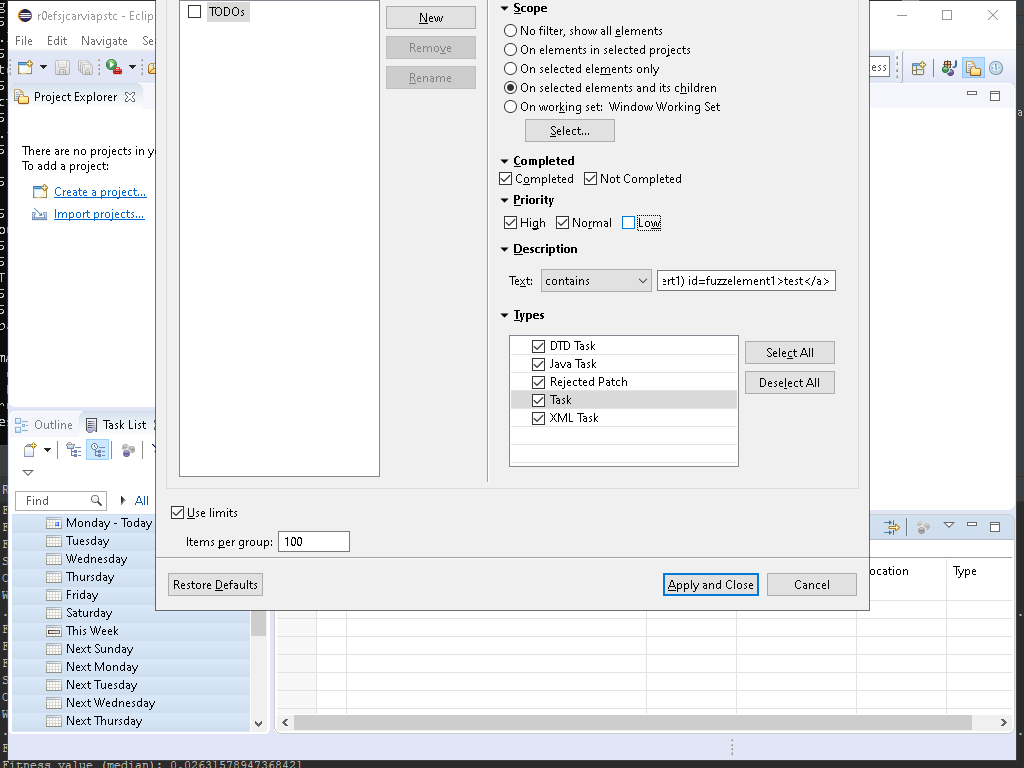 r0efsjcarviapstc - Eclip
File Edit Navigate Se
Project Explorer
There are no projects in y
To add a project:
Create a project...
Import projects...
Outline Task List
Find All
Monday - Today
Tuesday
Wednesday
Thursday
Friday
Saturday
This Week
Next Sunday
Next Monday
Next Tuesday
Next Wednesday
Next Thursday
TODOs
New
Remove
Rename
Scope
No filter, show all elements
On elements in selected projects
On selected elements only
On selected elements and its children
On working set: Window Working Set
Select...
Completed
Completed Not Completed
Priority
High Normal Low
Description
Text: contains ert1) id=fuzzelement1>test</a>
Types
DTD Task
Java Task
Rejected Patch
Task
XML Task
Select All
Deselect All
Use limits
Items per group: 100
Restore Defaults Apply and Close Cancel
ess
ocation Type
Fitness value (median): 0.02631578947368421